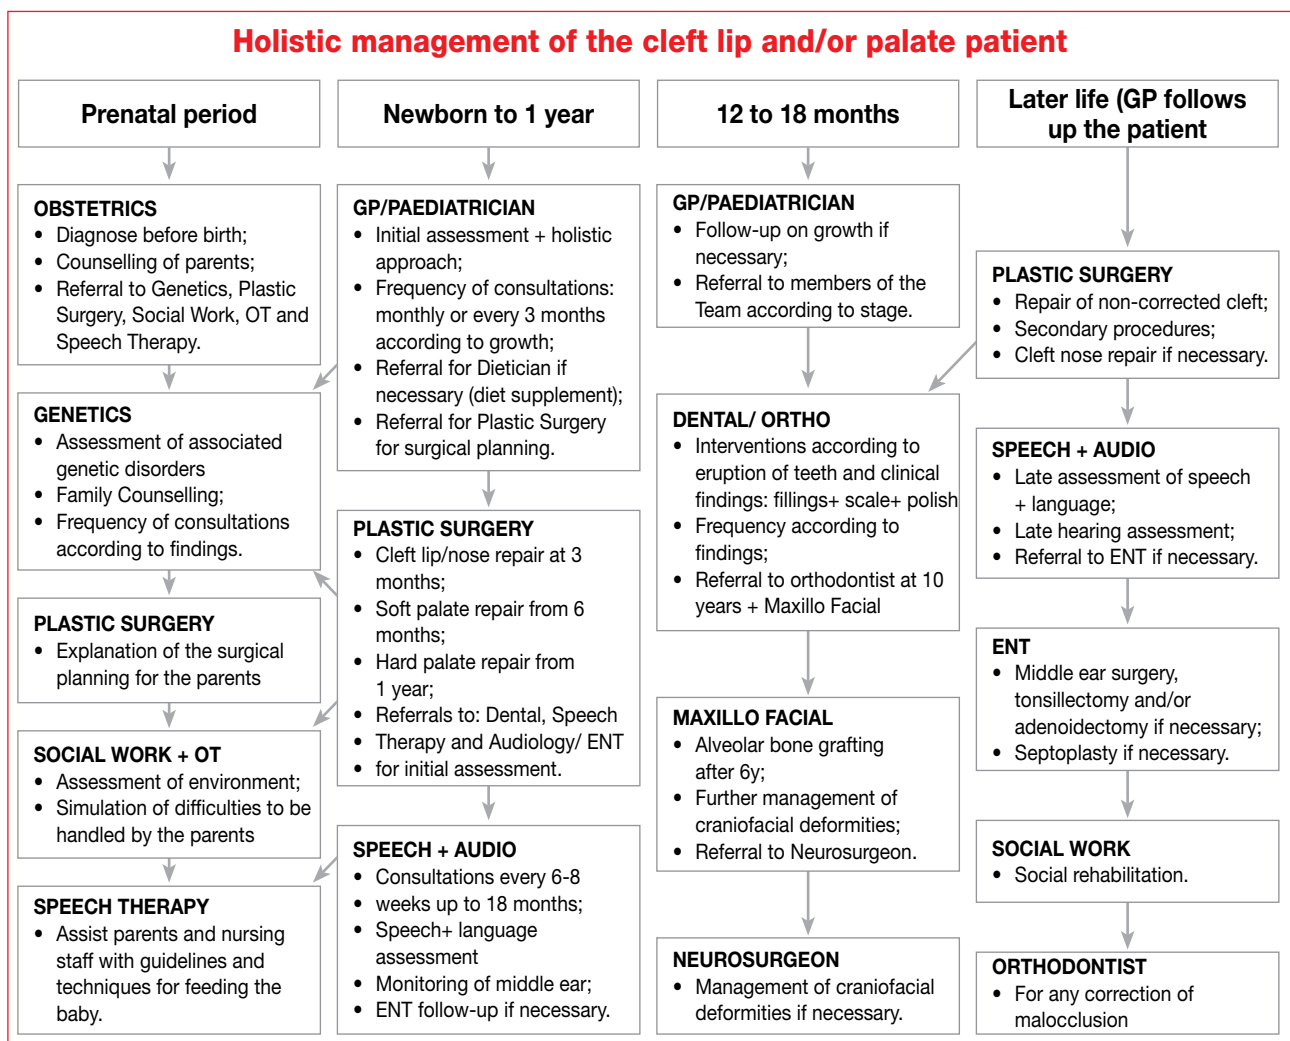 Holistic management of the cleft lip and/or palate patient
Prenatal period
OBSTETRICS
• Diagnose before birth;
• Counselling of parents;
• Referral to Genetics, Plastic
Surgery, Social Work, OT and
Speech Therapy.
GENETICS
• Assessment of associated
genetic disorders
• Family Counselling;
• Frequency of consultations
according to findings.
PLASTIC SURGERY
• Explanation of the surgical
planning for the parents
SOCIAL WORK + OT
• Assessment of environment;
• Simulation of difficulties to be
handled by the parents
SPEECH THERAPY
• Assist parents and nursing
staff with guidelines and
techniques for feeding the
baby.
Newborn to 1 year
GP/PAEDIATRICIAN
• Initial assessment + holistic
approach;
• Frequency of consultations:
monthly or every 3 months
according to growth;
• Referral for Dietician if
necessary (diet supplement);
• Referral for Plastic Surgery
for surgical planning.
PLASTIC SURGERY
• Cleft lip/nose repair at 3
months;
• Soft palate repair from 6
months;
• Hard palate repair from
1 year;
• Referrals to: Dental, Speech
• Therapy and Audiology/ ENT
• for initial assessment.
SPEECH + AUDIO
• Consultations every 6-8
• weeks up to 18 months;
• Speech+ language
assessment
• Monitoring of middle ear;
• ENT follow-up if necessary.
12 to 18 months
GP/PAEDIATRICIAN
• Follow-up on growth if
necessary;
• Referral to members of the
Team according to stage.
DENTAL/ ORTHO
• Interventions according to
eruption of teeth and clinical
findings: fillings+ scale+ polish
• Frequency according to
findings;
• Referral to orthodontist at 10
years + Maxillo Facial
MAXILLO FACIAL
• Alveolar bone grafting
after 6y;
• Further management of
craniofacial deformities;
• Referral to Neurosurgeon.
NEUROSURGEON
• Management of craniofacial
deformities if necessary.
Later life (GP follows
up the patient
PLASTIC SURGERY
• Repair of non-corrected cleft;
• Secondary procedures;
• Cleft nose repair if necessary.
SPEECH + AUDIO
• Late assessment of speech
+ language;
• Late hearing assessment;
• Referral to ENT if necessary.
ENT
• Middle ear surgery,
tonsillectomy and/or
adenoidectomy if necessary;
• Septoplasty if necessary.
SOCIAL WORK
• Social rehabilitation.
ORTHODONTIST
• For any correction of
malocclusion